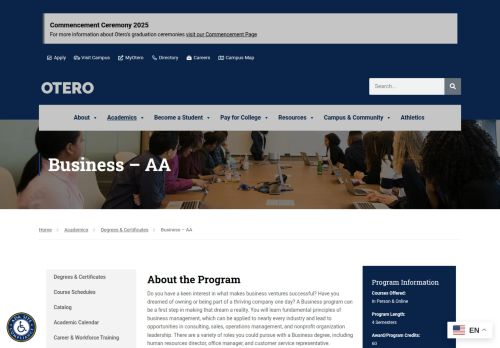 Commencement Ceremony 2025
For more information about Otero's graduation ceremonies visit our Commencement Page
Apply
Visit Campus
MyOtero
Directory
Careers
Campus Map
OTERO
Search...
About
Academics
Become a Student
Pay for College
Resources
Campus & Community
Athletics
Business – AA
Home
Academics
Degrees & Certificates
Business – AA
Degrees & Certificates
Course Schedules
Catalog
Academic Calendar
Career & Workforce Training
About the Program
Do you have a keen interest in what makes business ventures successful? Have you
dreamed of owning or being part of a thriving company one day? A Business program can
be a first step in making that dream a reality. You will learn fundamental principles of
business management, which can be applied to nearly every industry and lead to
opportunities in consulting, sales, operations management, and nonprofit organization
leadership. There are a variety of roles you could pursue with a Business degree, including
human resources director, office manager, and customer service representative.
Program Information
Courses Offered:
In Person & Online
Program Length:
4 Semesters
Award/Program Credits:
60
EN